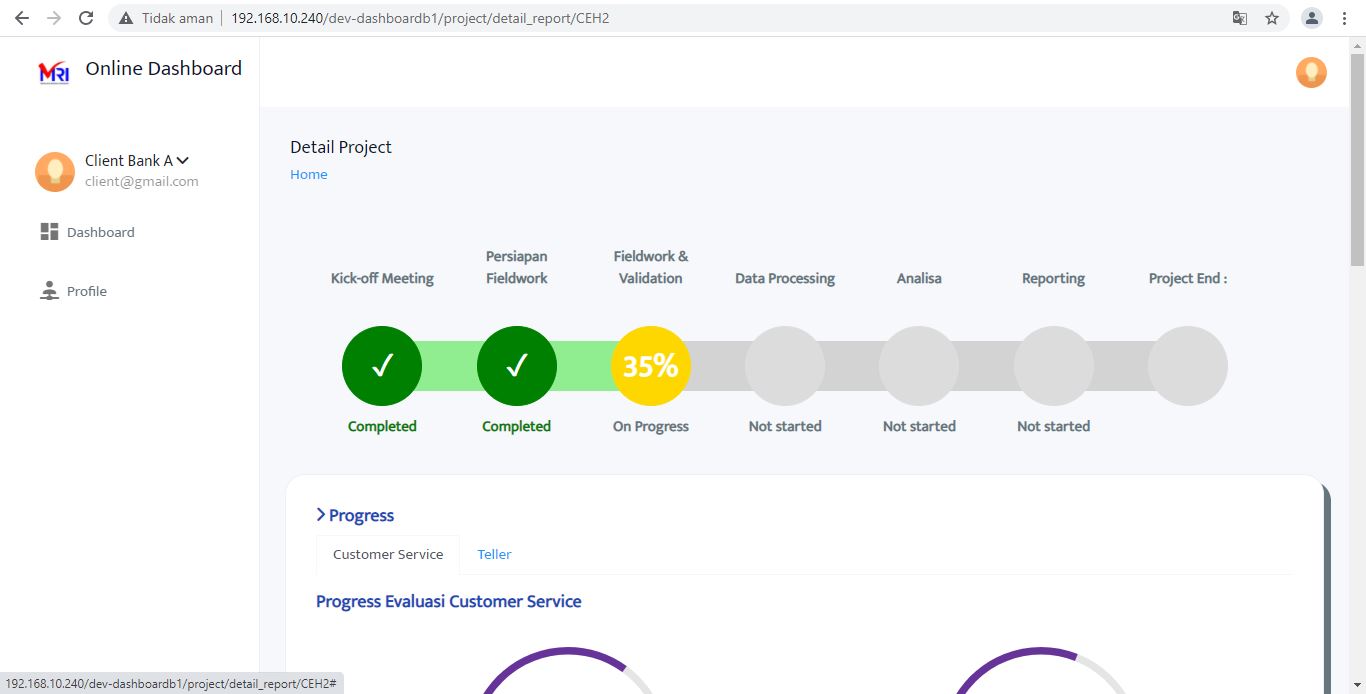 Tidak aman
192.168.10.240/dev-dashboardb1/project/detail_report/CEH2
MRI
Online Dashboard
Client Bank A
client@gmail.com
Dashboard
Profile
Detail Project
Home
Kick-off Meeting
Persiapan
Fieldwork
Fieldwork &
Validation
Data Processing
Analisa
Reporting
Project End :
✓
✓
35%
Completed
Completed
On Progress
Not started
Not started
Not started
Progress
Customer Service
Teller
Progress Evaluasi Customer Service
192.168.10.240/dev-dashboardb1/project/detail_report/CEH2#